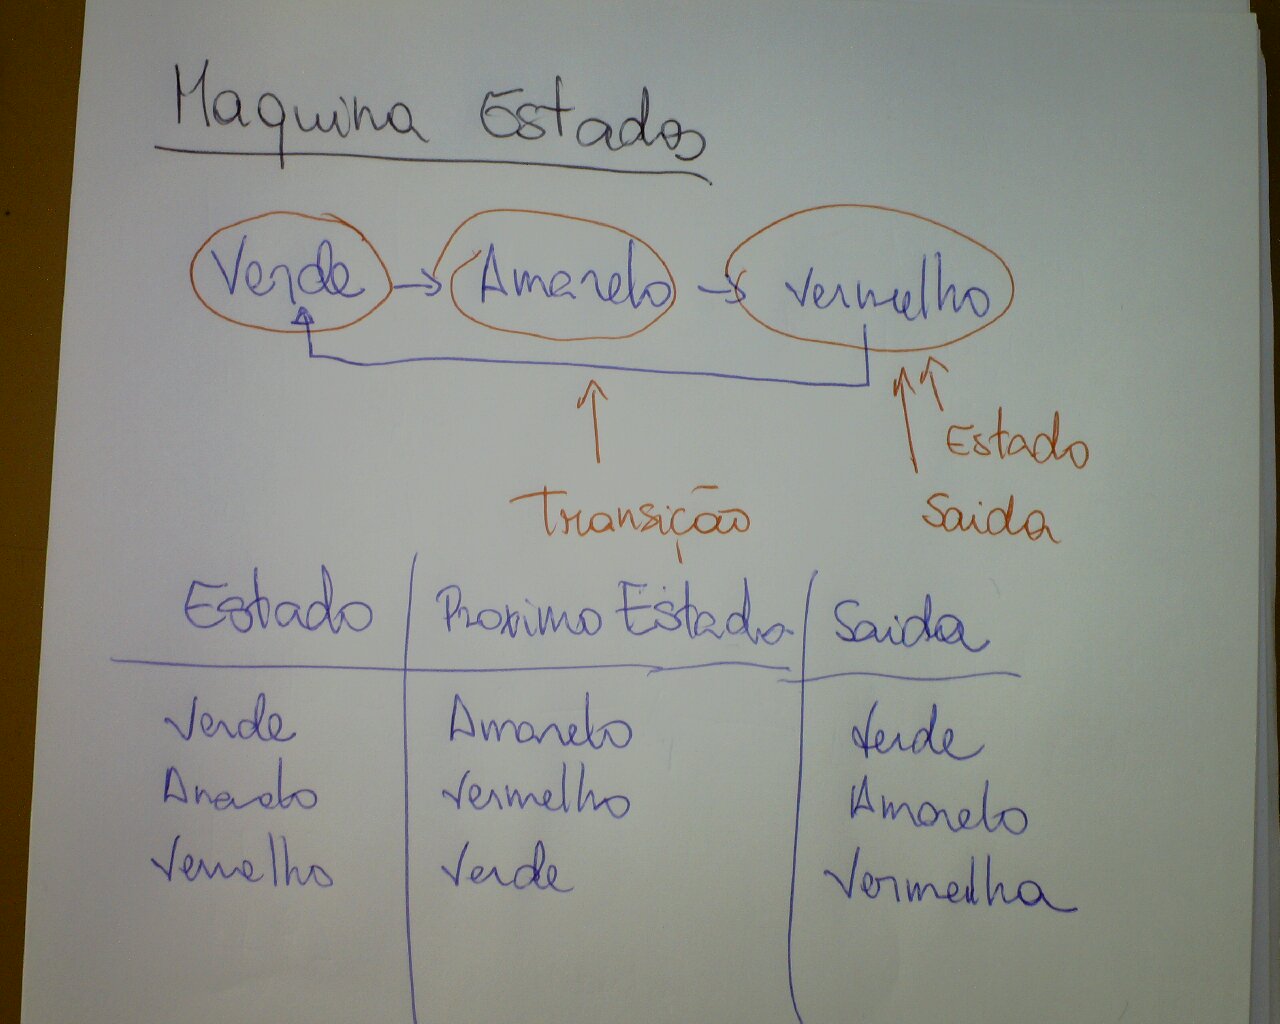 Maquina Estados
Verde → Amarelo → Vermelho
Estado
Saida
Transição
Estado Proximo Estado Saida
Verde Amarelo Verde
Amarelo Vermelho Amarelo
Vermelho Verde Vermelha